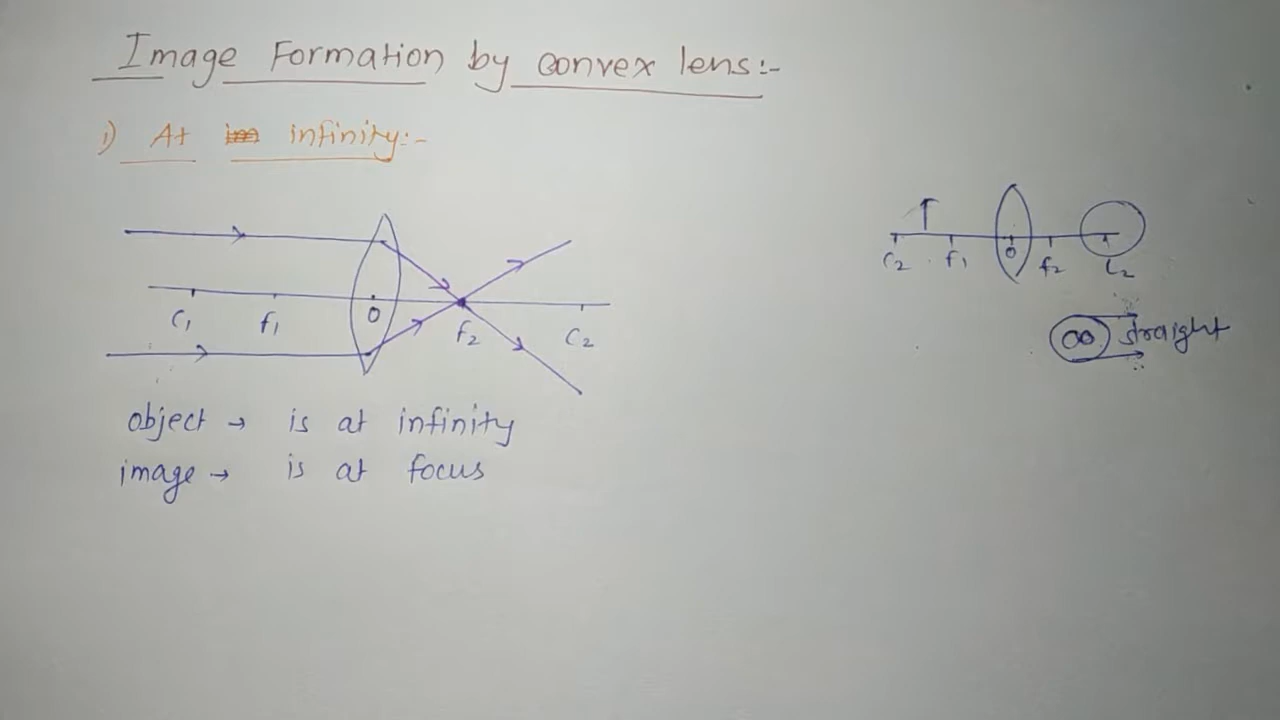 Image Formation by convex lens:-
1) At infinity:-
C₁ f₁ O f₂ C₂
object → is at infinity
image → is at focus
C₂ f₁ O f₂ C₂
∞ straight